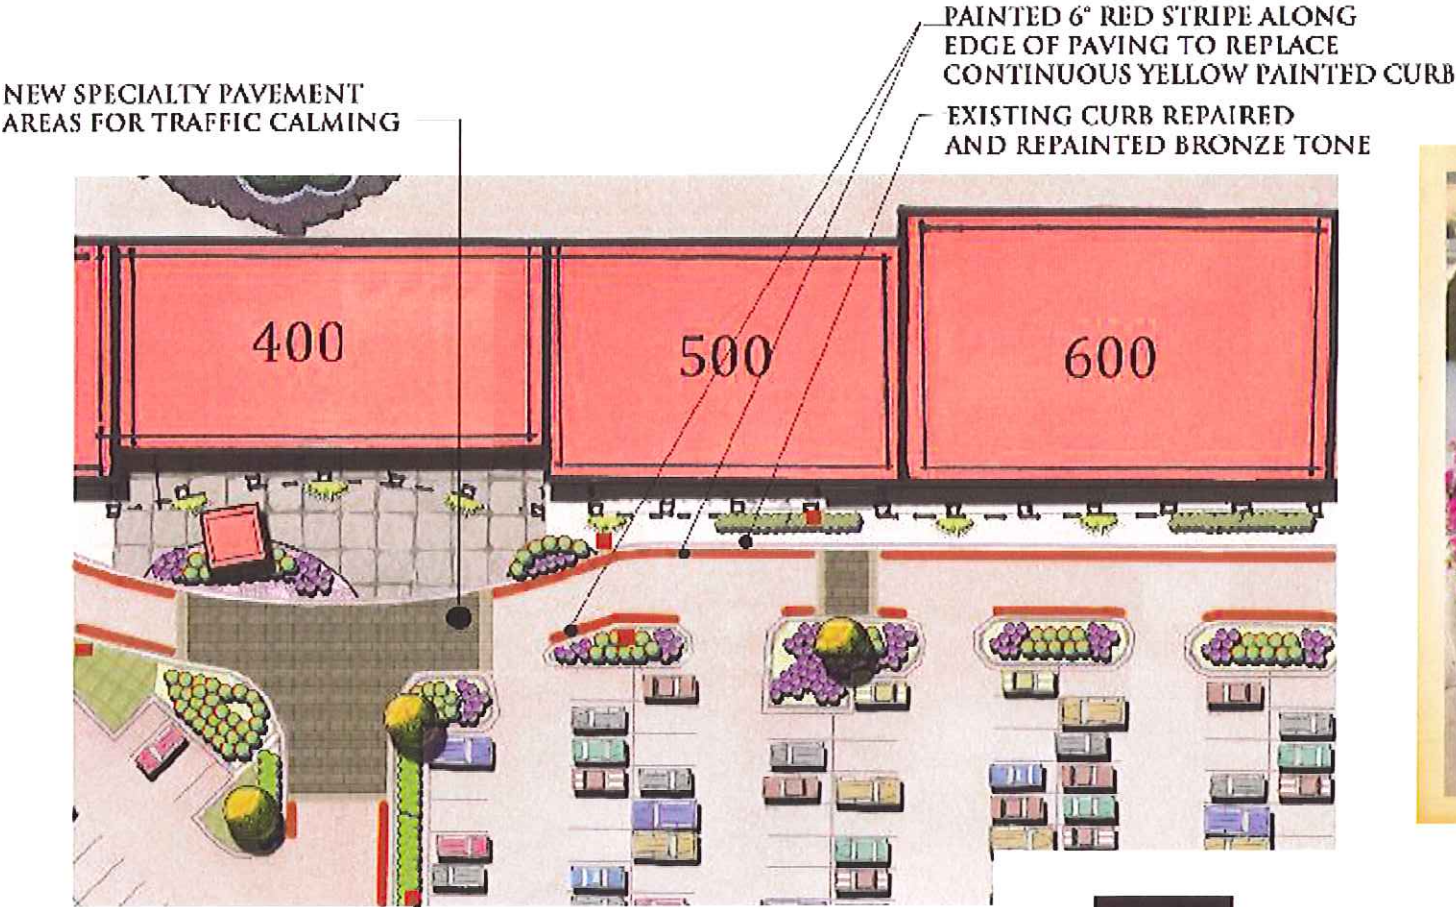 PAINTED 6" RED STRIPE ALONG
EDGE OF PAVING TO REPLACE
CONTINUOUS YELLOW PAINTED CURB
NEW SPECIALTY PAVEMENT
AREAS FOR TRAFFIC CALMING
EXISTING CURB REPAIRED
AND REPAINTED BRONZE TONE
400
500
600